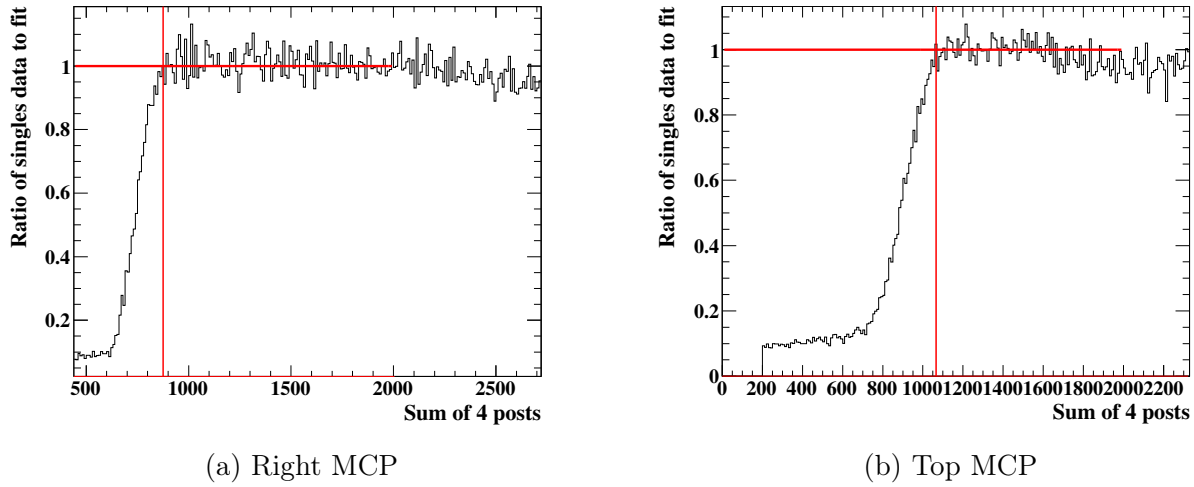 Ratio of singles data to fit
1
0.8
0.6
0.4
0.2
500 1000 1500 2000 2500
Sum of 4 posts
(a) Right MCP
Ratio of singles data to fit
1
0.8
0.6
0.4
0.2
0
0 200 400 600 800 1000 1200 1400 1600 1800 2000 2200
Sum of 4 posts
(b) Top MCP